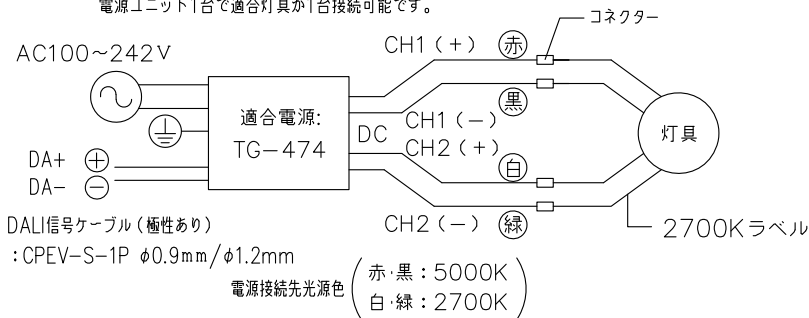 電源ユニット1台で適合灯具が1台接続可能です。
コネクター
CH1(+) 赤
AC100~242V
黒
適合電源:
TG-474
DC
CH1(-)
CH2(+)
白
灯具
DA+ +
DA- -
CH2(-) 緑
2700Kラベル
DALI信号ケーブル(極性あり)
:CPEV-S-1P φ0.9mm/φ1.2mm
電源接続先光源色
赤・黒:5000K
白・緑:2700K